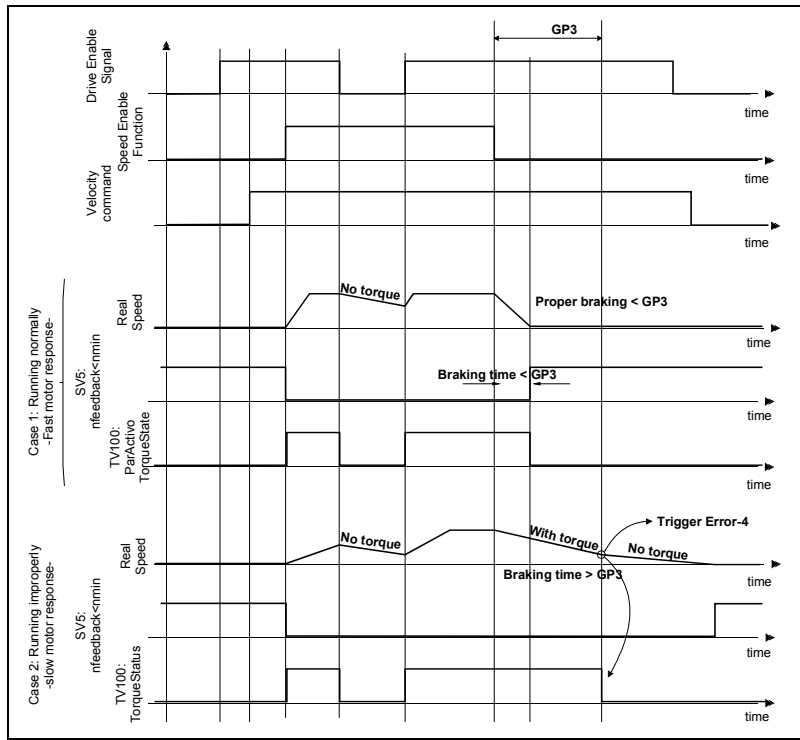 GP3
Drive Enable
Signal
time
Speed Enable
Function
time
Velocity
command
time
Case 1: Running normally
-Fast motor response-
Real
Speed
No torque
Proper braking < GP3
time
SV5:
nfeedback<nmin
Braking time < GP3
time
TV100:
ParActivo
TorqueState
time
Case 2: Running improperly
-slow motor response-
Real
Speed
No torque
With torque
Trigger Error-4
No torque
Braking time > GP3
time
SV5:
nfeedback<nmin
time
TV100:
TorqueStatus
time